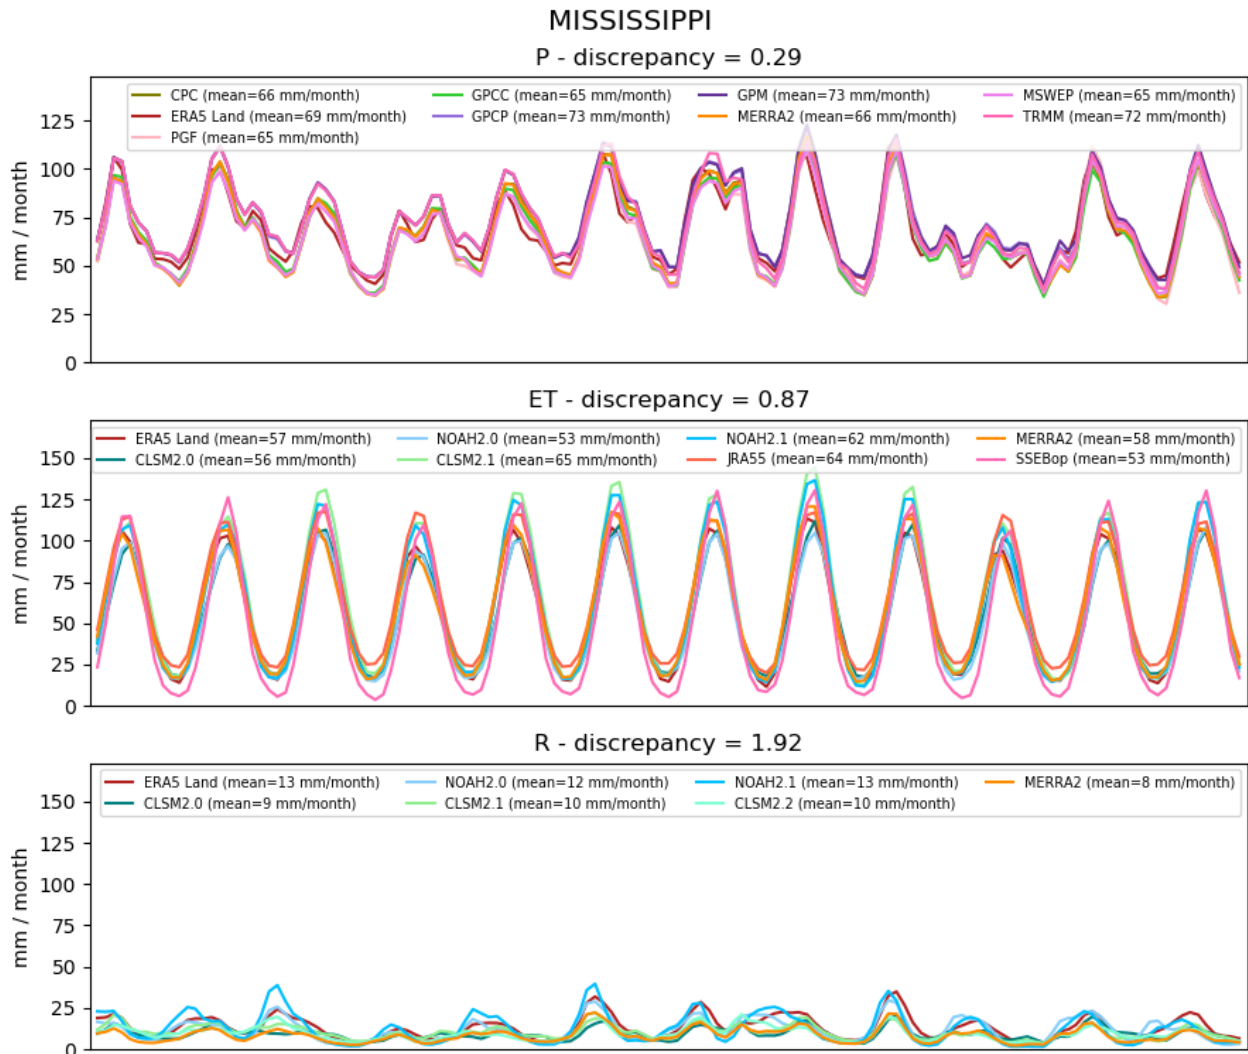 MISSISSIPPI
P - discrepancy = 0.29
CPC (mean=66 mm/month) GPCC (mean=65 mm/month) GPM (mean=73 mm/month) MSWEP (mean=65 mm/month)
ERA5 Land (mean=69 mm/month) GPCP (mean=73 mm/month) MERRA2 (mean=66 mm/month) TRMM (mean=72 mm/month)
PGF (mean=65 mm/month)
125
100
75
50
25
0
mm / month
ET - discrepancy = 0.87
ERA5 Land (mean=57 mm/month) NOAH2.0 (mean=53 mm/month) NOAH2.1 (mean=62 mm/month) MERRA2 (mean=58 mm/month)
CLSM2.0 (mean=56 mm/month) CLSM2.1 (mean=65 mm/month) JRA55 (mean=64 mm/month) SSEBop (mean=53 mm/month)
150
125
100
75
50
25
0
mm / month
R - discrepancy = 1.92
ERA5 Land (mean=13 mm/month) NOAH2.0 (mean=12 mm/month) NOAH2.1 (mean=13 mm/month) MERRA2 (mean=8 mm/month)
CLSM2.0 (mean=9 mm/month) CLSM2.1 (mean=10 mm/month) CLSM2.2 (mean=10 mm/month)
150
125
100
75
50
25
0
mm / month